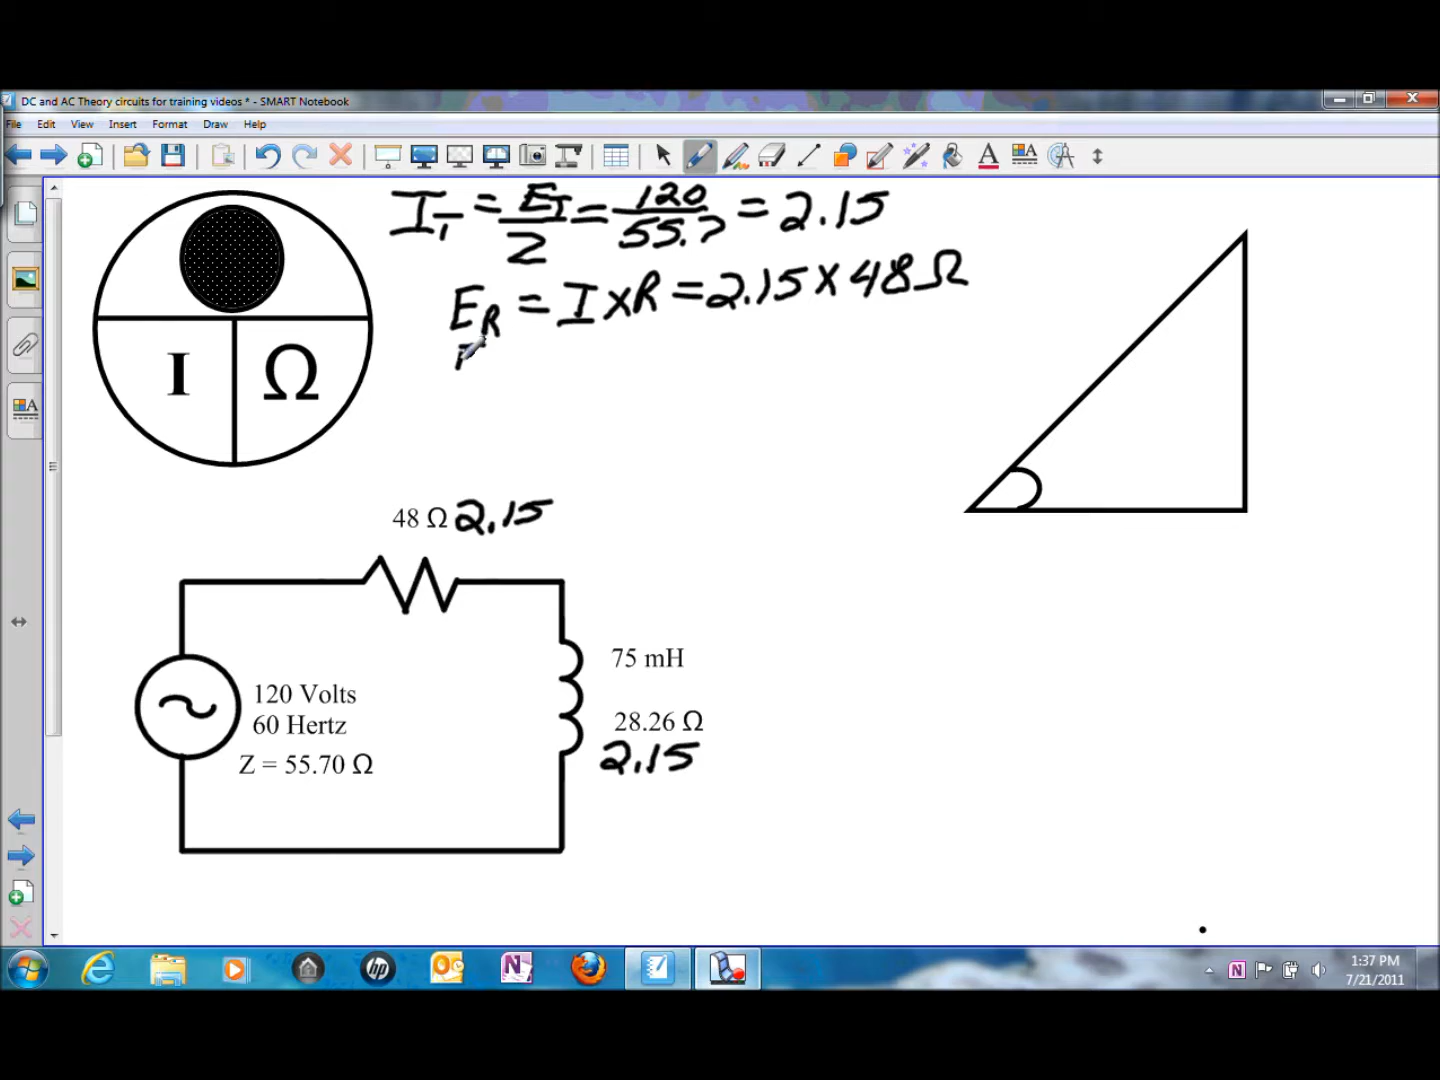 DC and AC Theory circuits for training videos * - SMART Notebook
File Edit View Insert Format Draw Help
I_T = E_T/Z = 120/55.7 = 2.15
E_R = I x R = 2.15 x 48 Ω
I Ω
48 Ω 2.15
75 mH
120 Volts
60 Hertz
28.26 Ω
Z = 55.70 Ω
2.15
1:37 PM
7/21/2011